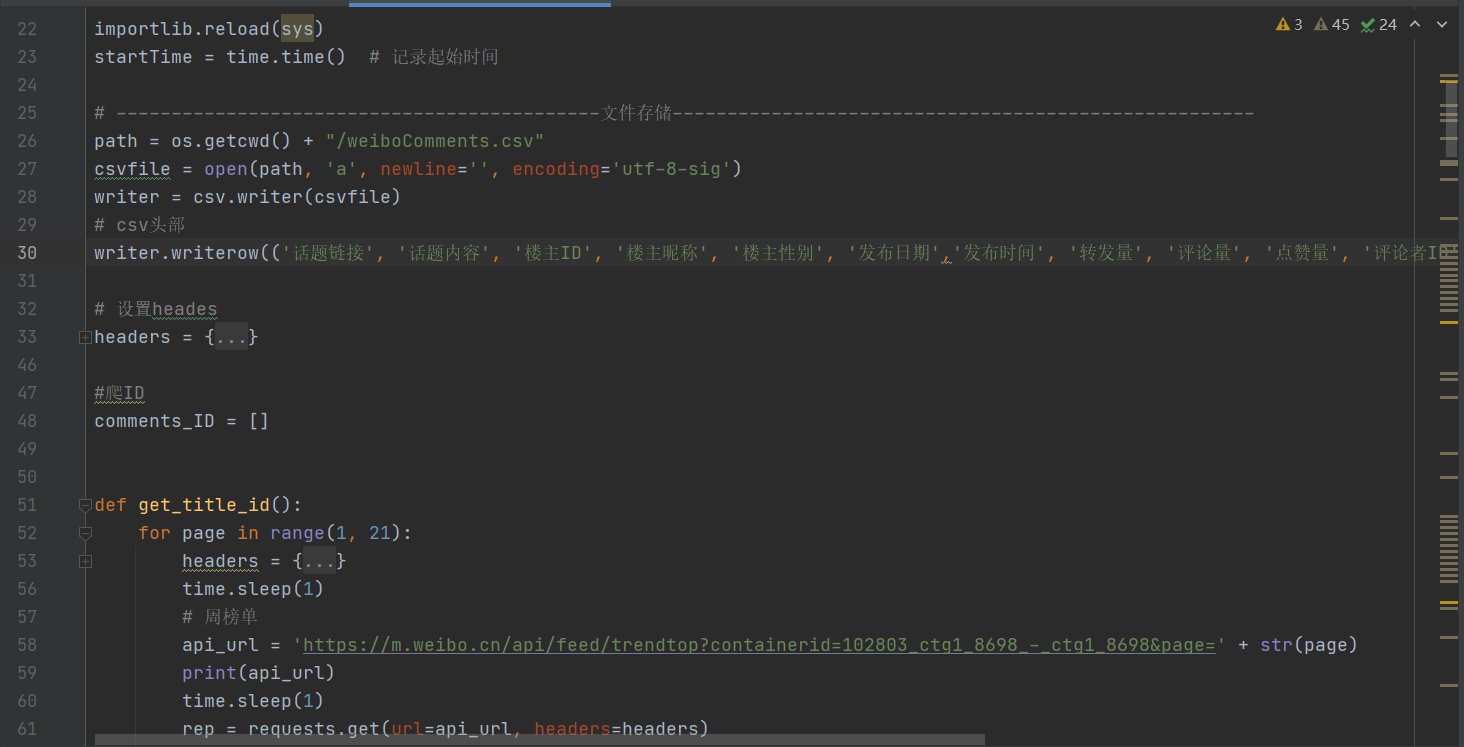 3 45 24
22 importlib.reload(sys)
23 startTime = time.time()  # 记录起始时间
24
25 # --------------------------------------------文件存储-----------------------------------------------------
26 path = os.getcwd() + "/weiboComments.csv"
27 csvfile = open(path, 'a', newline='', encoding='utf-8-sig')
28 writer = csv.writer(csvfile)
29 # csv头部
30 writer.writerow(('话题链接', '话题内容', '楼主ID', '楼主昵称', '楼主性别', '发布日期','发布时间', '转发量', '评论量', '点赞量', '评论者ID'
31
32 # 设置heades
33 headers = {...}
46
47 #爬ID
48 comments_ID = []
49
50
51 def get_title_id():
52     for page in range(1, 21):
53         headers = {...}
56         time.sleep(1)
57         # 周榜单
58         api_url = 'https://m.weibo.cn/api/feed/trendtop?containerid=102803_ctg1_8698_-_ctg1_8698&page=' + str(page)
59         print(api_url)
60         time.sleep(1)
61         rep = requests.get(url=api_url, headers=headers)